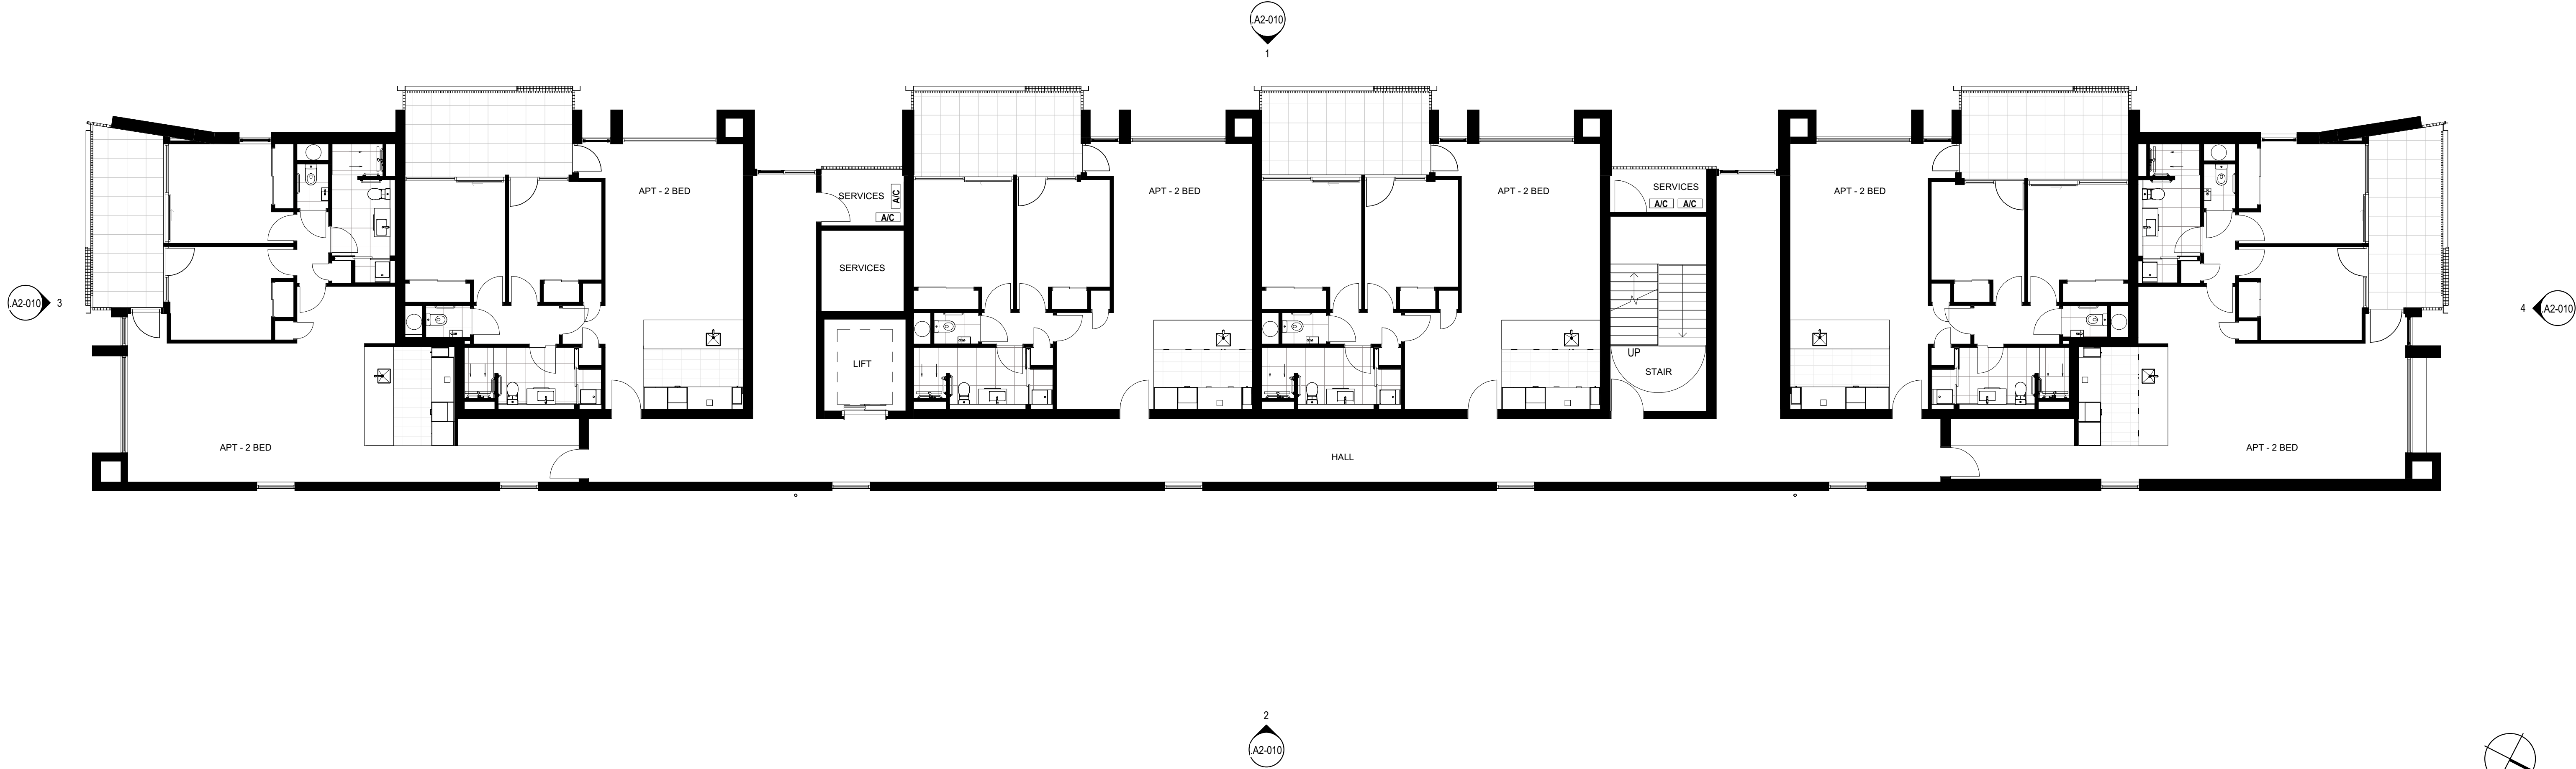 .A2-010
1
APT - 2 BED
APT - 2 BED
APT - 2 BED
APT - 2 BED
SERVICES
A/C
A/C
SERVICES
A/C
A/C
SERVICES
.A2-010
3
4
.A2-010
LIFT
UP
STAIR
APT - 2 BED
HALL
APT - 2 BED
2
.A2-010